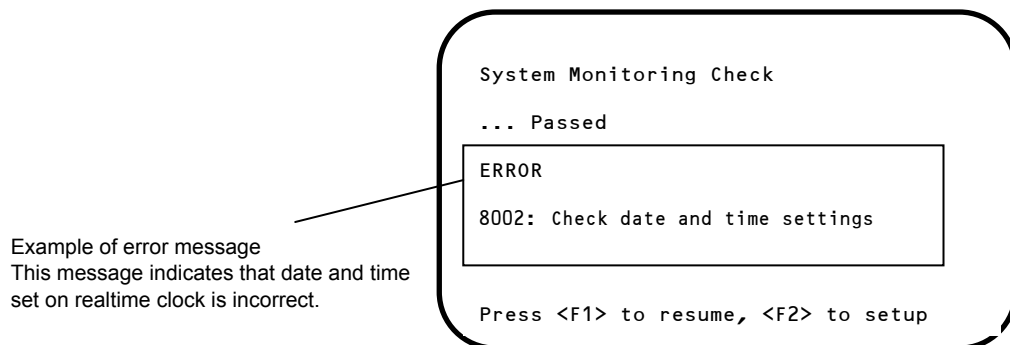 System Monitoring Check
... Passed
ERROR
8002: Check date and time settings
Example of error message
This message indicates that date and time
set on realtime clock is incorrect.
Press <F1> to resume, <F2> to setup